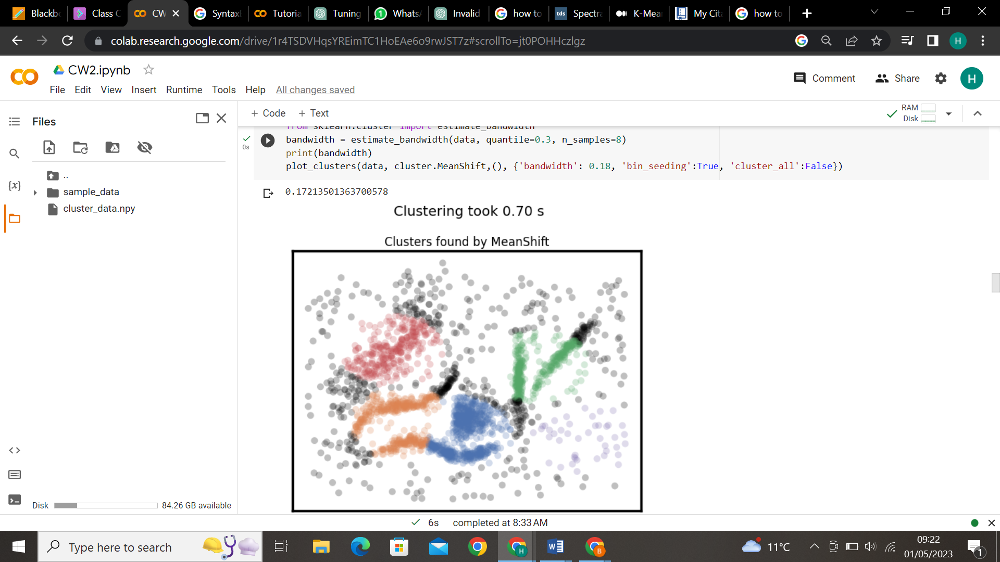 Blackb
Class C
CW
Syntax
Tutoria
Tuning
Whats
Invalid
how to
Spectra
K-Mea
My Cita
how to
colab.research.google.com/drive/1r4TSDVHqsYREimTC1HoEAe6o9rwJST7z#scrollTo=jt0POHHczlgz
H
CW2.ipynb
Comment
Share
H
File Edit View Insert Runtime Tools Help All changes saved
Files
+ Code + Text
RAM
Disk
from sklearn.cluster import estimate_bandwidth
0s
bandwidth = estimate_bandwidth(data, quantile=0.3, n_samples=8)
print(bandwidth)
plot_clusters(data, cluster.MeanShift,(), {'bandwidth': 0.18, 'bin_seeding':True, 'cluster_all':False})
{x}
..
sample_data
cluster_data.npy
0.17213501363700578
Clustering took 0.70 s
Clusters found by MeanShift
Disk 84.26 GB available
6s completed at 8:33 AM
Type here to search
11°C
09:22
01/05/2023
1